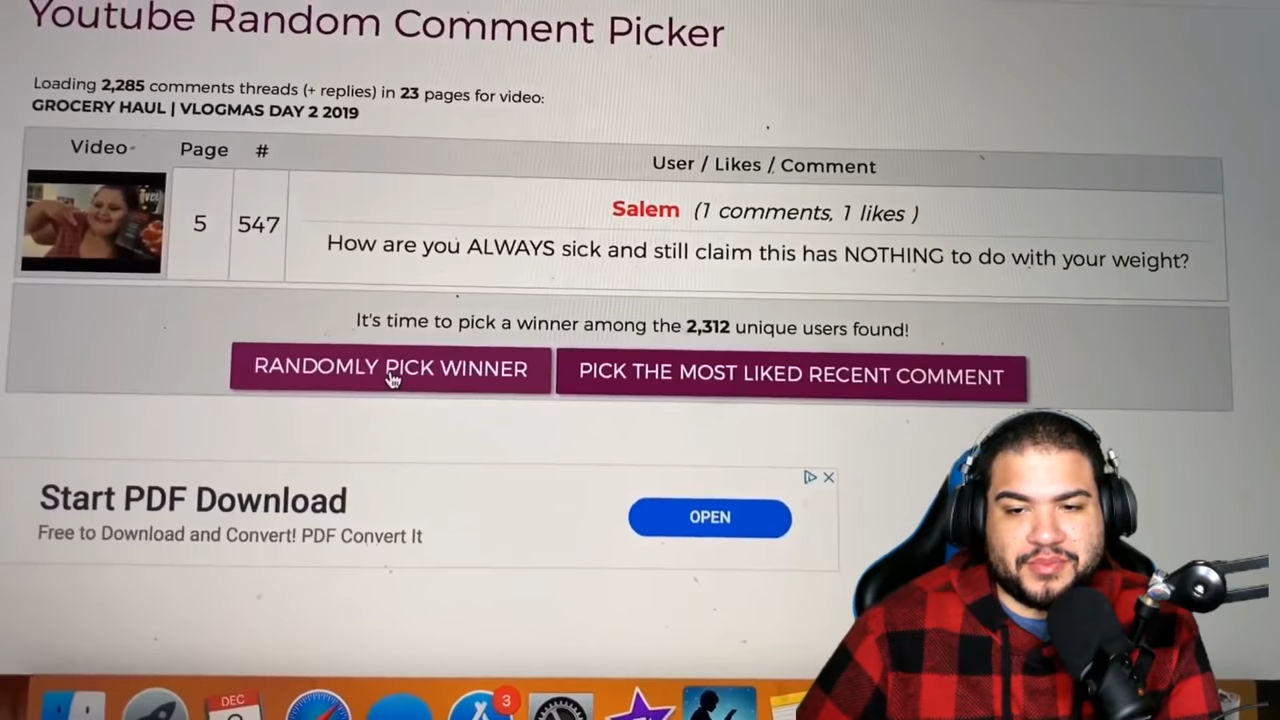 Youtube Random Comment Picker
Loading 2,285 comments threads (+ replies) in 23 pages for video:
GROCERY HAUL | VLOGMAS DAY 2 2019
Video Page # User / Likes / Comment
5 547 Salem (1 comments, 1 likes )
How are you ALWAYS sick and still claim this has NOTHING to do with your weight?
It's time to pick a winner among the 2,312 unique users found!
RANDOMLY PICK WINNER PICK THE MOST LIKED RECENT COMMENT
Start PDF Download
Free to Download and Convert! PDF Convert It
OPEN
DEC
3